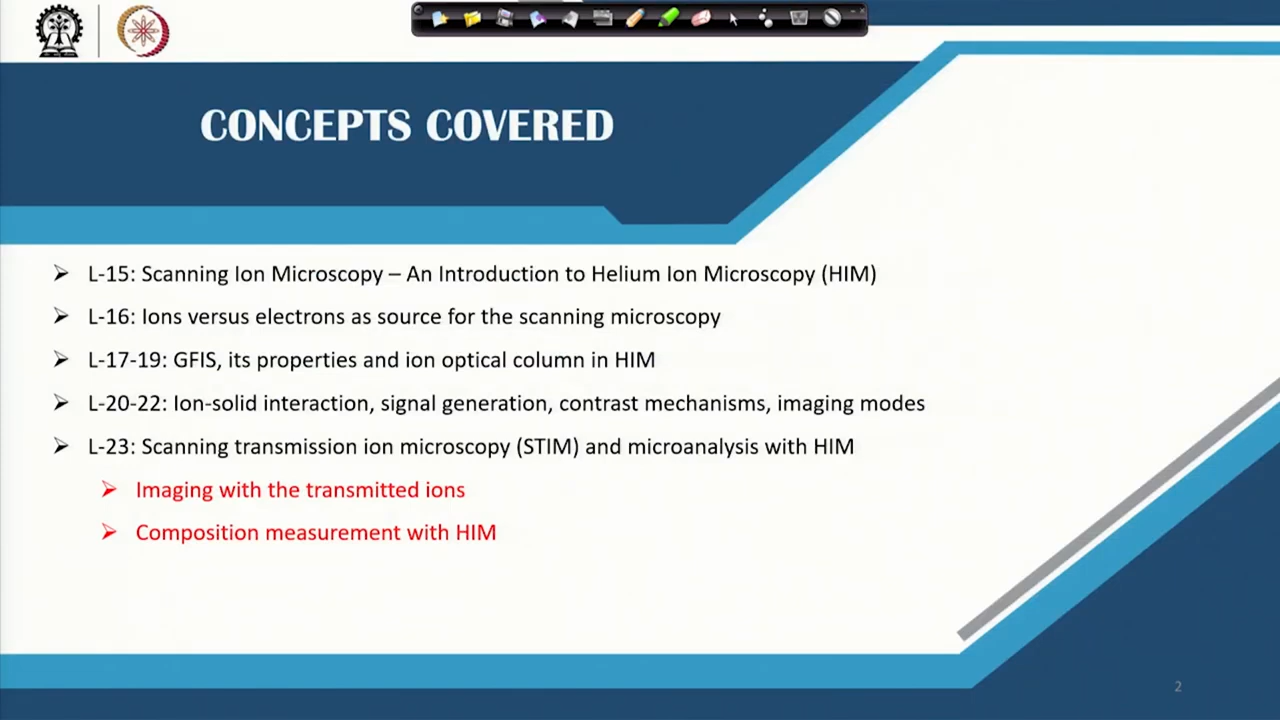 CONCEPTS COVERED
L-15: Scanning Ion Microscopy – An Introduction to Helium Ion Microscopy (HIM)
L-16: Ions versus electrons as source for the scanning microscopy
L-17-19: GFIS, its properties and ion optical column in HIM
L-20-22: Ion-solid interaction, signal generation, contrast mechanisms, imaging modes
L-23: Scanning transmission ion microscopy (STIM) and microanalysis with HIM
Imaging with the transmitted ions
Composition measurement with HIM
2